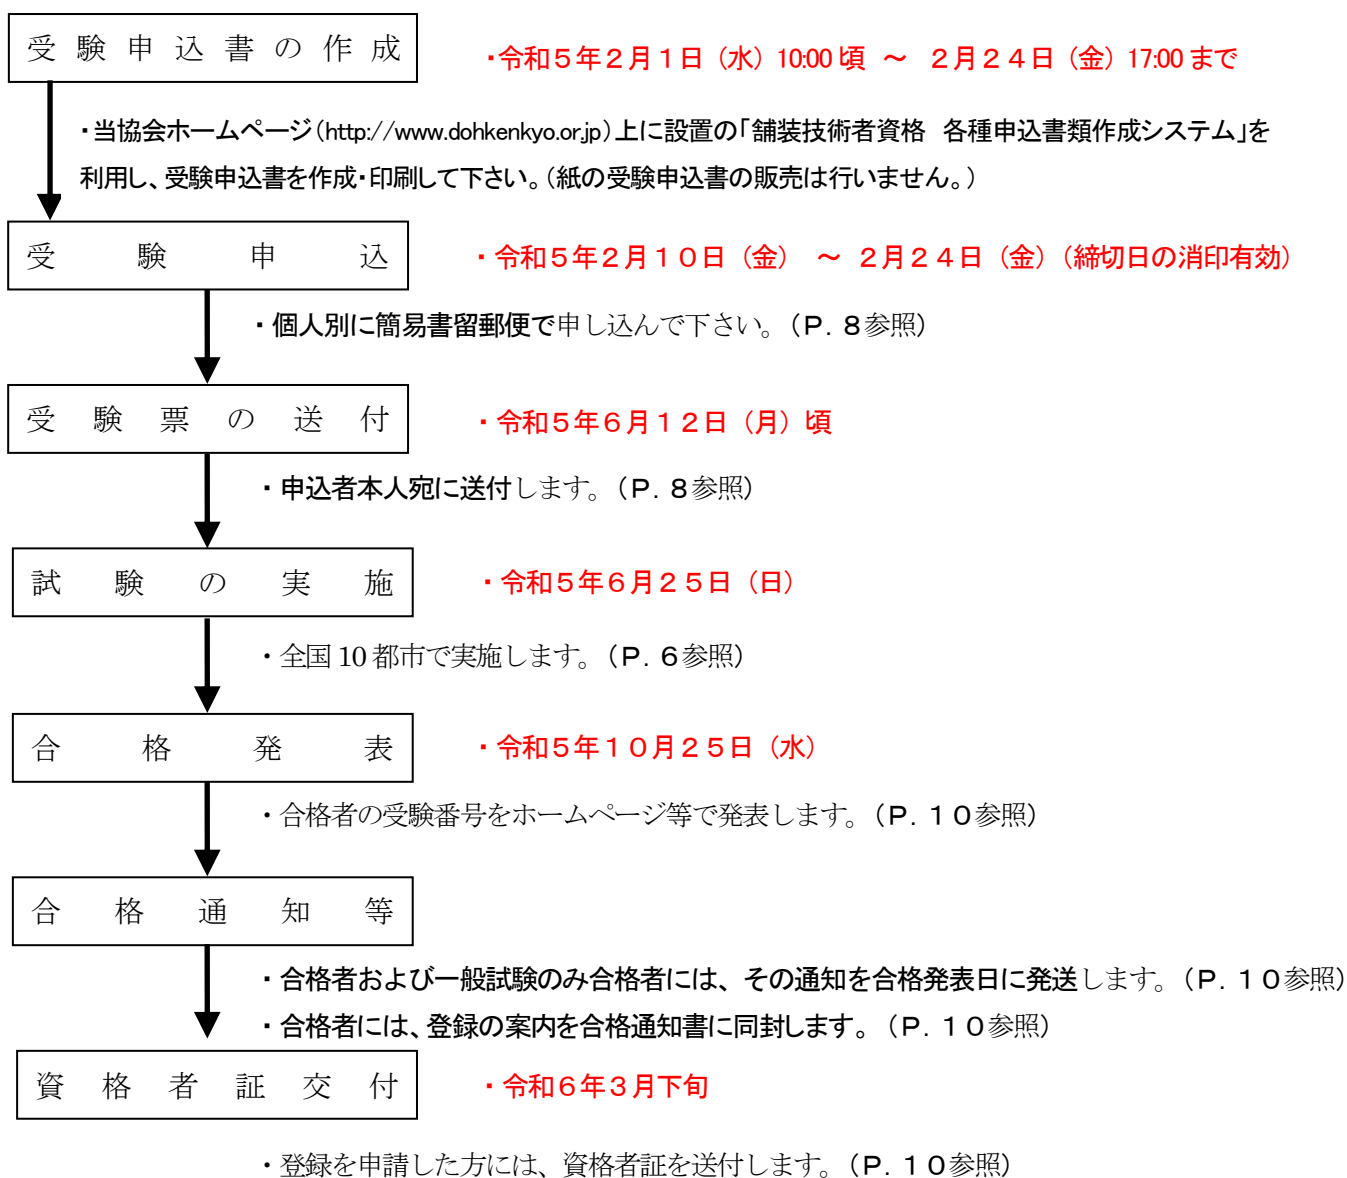 受験申込書の作成
・令和５年２月１日（水）10:00頃 ～ ２月２４日（金）17:00まで
・当協会ホームページ（http://www.dohkenkyo.or.jp）上に設置の「舗装技術者資格　各種申込書類作成システム」を
利用し、受験申込書を作成・印刷して下さい。（紙の受験申込書の販売は行いません。）
受験申込
・令和５年２月１０日（金） ～ ２月２４日（金）（締切日の消印有効）
・個人別に簡易書留郵便で申し込んで下さい。（Ｐ．８参照）
受験票の送付
・令和５年６月１２日（月）頃
・申込者本人宛に送付します。（Ｐ．８参照）
試験の実施
・令和５年６月２５日（日）
・全国10都市で実施します。（Ｐ．６参照）
合格発表
・令和５年１０月２５日（水）
・合格者の受験番号をホームページ等で発表します。（Ｐ．１０参照）
合格通知等
・合格者および一般試験のみ合格者には、その通知を合格発表日に発送します。（Ｐ．１０参照）
・合格者には、登録の案内を合格通知書に同封します。（Ｐ．１０参照）
資格者証交付
・令和６年３月下旬
・登録を申請した方には、資格者証を送付します。（Ｐ．１０参照）